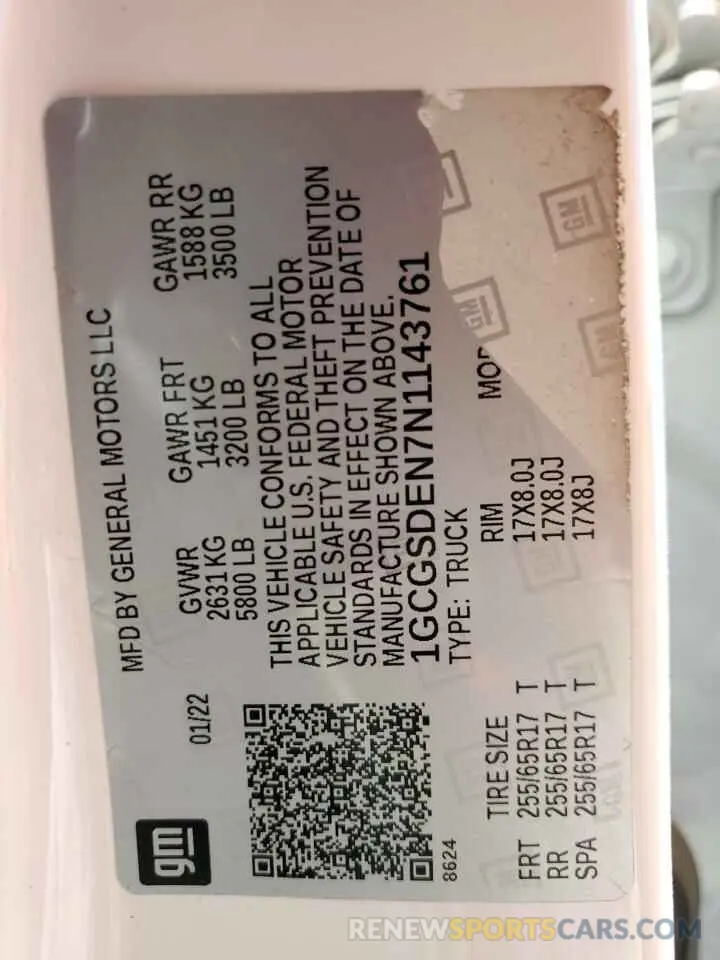 gm
MFD BY GENERAL MOTORS LLC
01/22
GVWR GAWR FRT GAWR RR
2631 KG 1451 KG 1588 KG
5800 LB 3200 LB 3500 LB
THIS VEHICLE CONFORMS TO ALL
APPLICABLE U.S. FEDERAL MOTOR
VEHICLE SAFETY AND THEFT PREVENTION
STANDARDS IN EFFECT ON THE DATE OF
MANUFACTURE SHOWN ABOVE.
1GCGSDEN7N1143761
8624
TYPE: TRUCK
TIRE SIZE RIM
FRT 255/65R17 T 17X8.0J
RR 255/65R17 T 17X8.0J
SPA 255/65R17 T 17X8J
GM
GM
GM
RENEWSPORTSCARS.COM